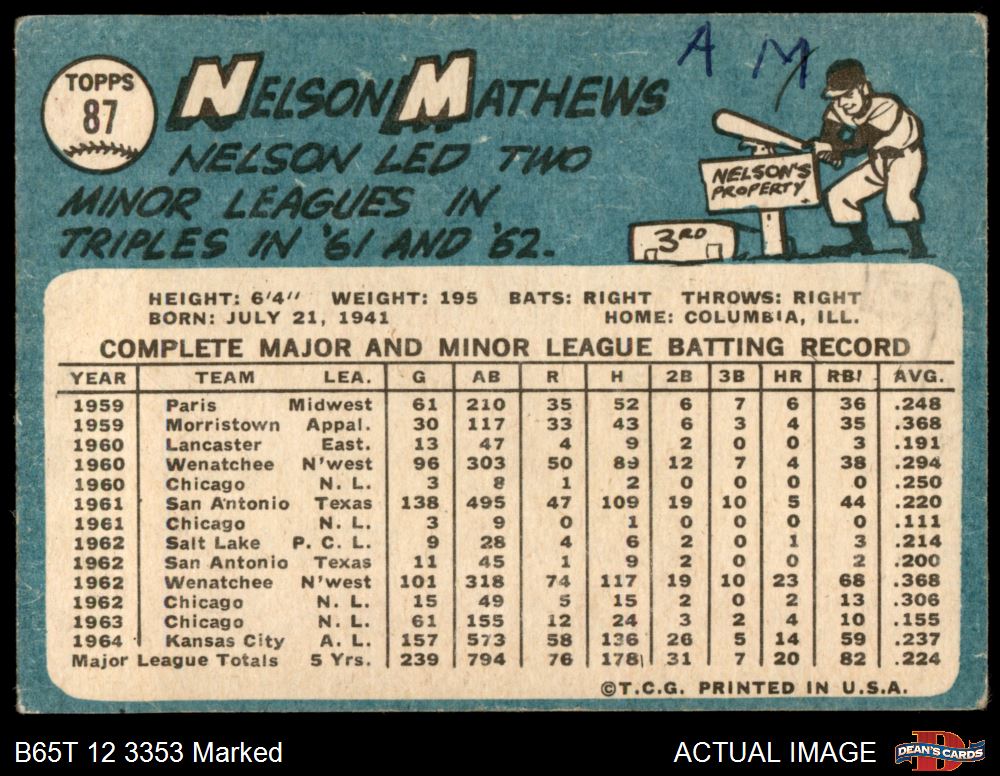 A M
TOPPS
87
NELSON MATHEWS
NELSON LED TWO
MINOR LEAGUES IN
TRIPLES IN '61 AND '62.
NELSON'S
PROPERTY
3RD
HEIGHT: 6'4" WEIGHT: 195 BATS: RIGHT THROWS: RIGHT
BORN: JULY 21, 1941 HOME: COLUMBIA, ILL.
COMPLETE MAJOR AND MINOR LEAGUE BATTING RECORD
YEAR TEAM LEA. G AB R H 2B 3B HR RBI AVG.
1959 Paris Midwest 61 210 35 52 6 7 6 36 .248
1959 Morristown Appal. 30 117 33 43 6 3 4 35 .368
1960 Lancaster East. 13 47 4 9 2 0 0 3 .191
1960 Wenatchee N'west 96 303 50 89 12 7 4 38 .294
1960 Chicago N. L. 3 8 1 2 0 0 0 0 .250
1961 San Antonio Texas 138 495 47 109 19 10 5 44 .220
1961 Chicago N. L. 3 9 0 1 0 0 0 0 .111
1962 Salt Lake P. C. L. 9 28 4 6 2 0 1 3 .214
1962 San Antonio Texas 11 45 1 9 2 0 0 2 .200
1962 Wenatchee N'west 101 318 74 117 19 10 23 68 .368
1962 Chicago N. L. 15 49 5 15 2 0 2 13 .306
1963 Chicago N. L. 61 155 12 24 3 2 4 10 .155
1964 Kansas City A. L. 157 573 58 136 26 5 14 59 .237
Major League Totals 5 Yrs. 239 794 76 178 31 7 20 82 .224
©T.C.G. PRINTED IN U.S.A.
B65T 12 3353 Marked
ACTUAL IMAGE
D
DEAN'S CARDS